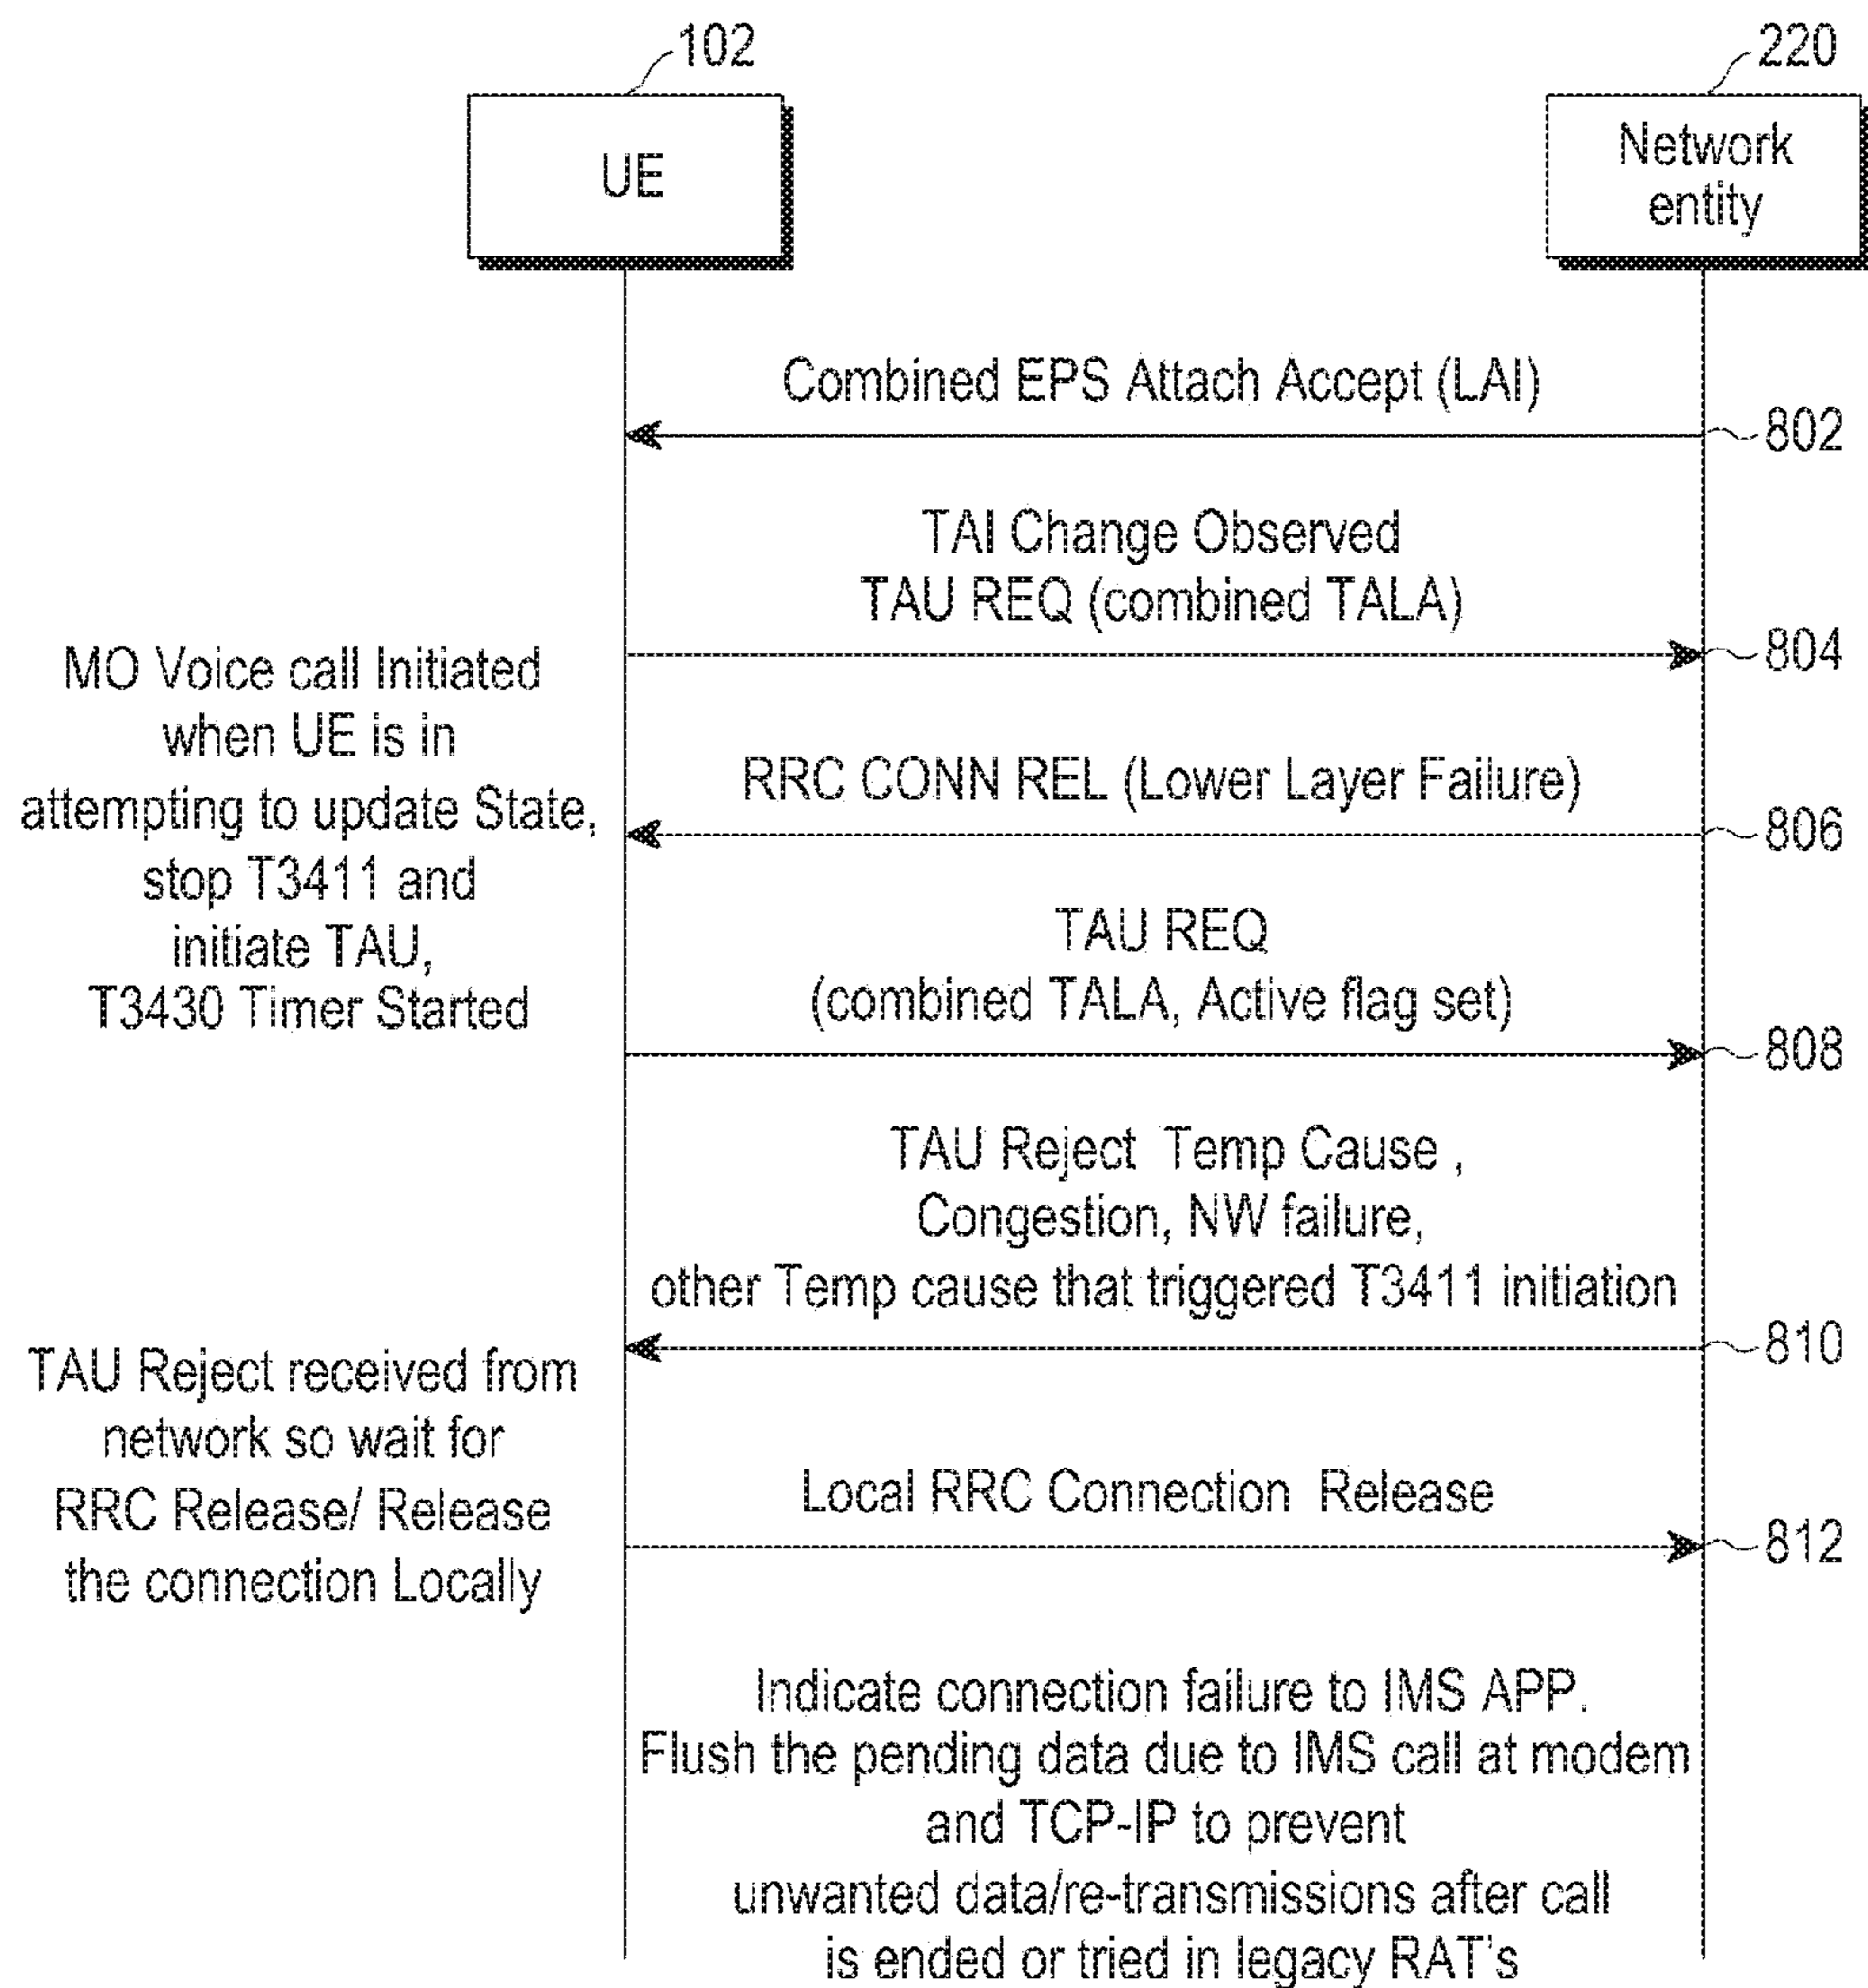 102
220
UE
Network
entity
Combined EPS Attach Accept (LAI)
802
TAI Change Observed
TAU REQ (combined TALA)
804
MO Voice call Initiated
when UE is in
attempting to update State,
stop T3411 and
initiate TAU,
T3430 Timer Started
RRC CONN REL (Lower Layer Failure)
806
TAU REQ
(combined TALA, Active flag set)
808
TAU Reject Temp Cause ,
Congestion, NW failure,
other Temp cause that triggered T3411 initiation
810
TAU Reject received from
network so wait for
RRC Release/ Release
the connection Locally
Local RRC Connection Release
812
Indicate connection failure to IMS APP.
Flush the pending data due to IMS call at modem
and TCP-IP to prevent
unwanted data/re-transmissions after call
is ended or tried in legacy RAT's